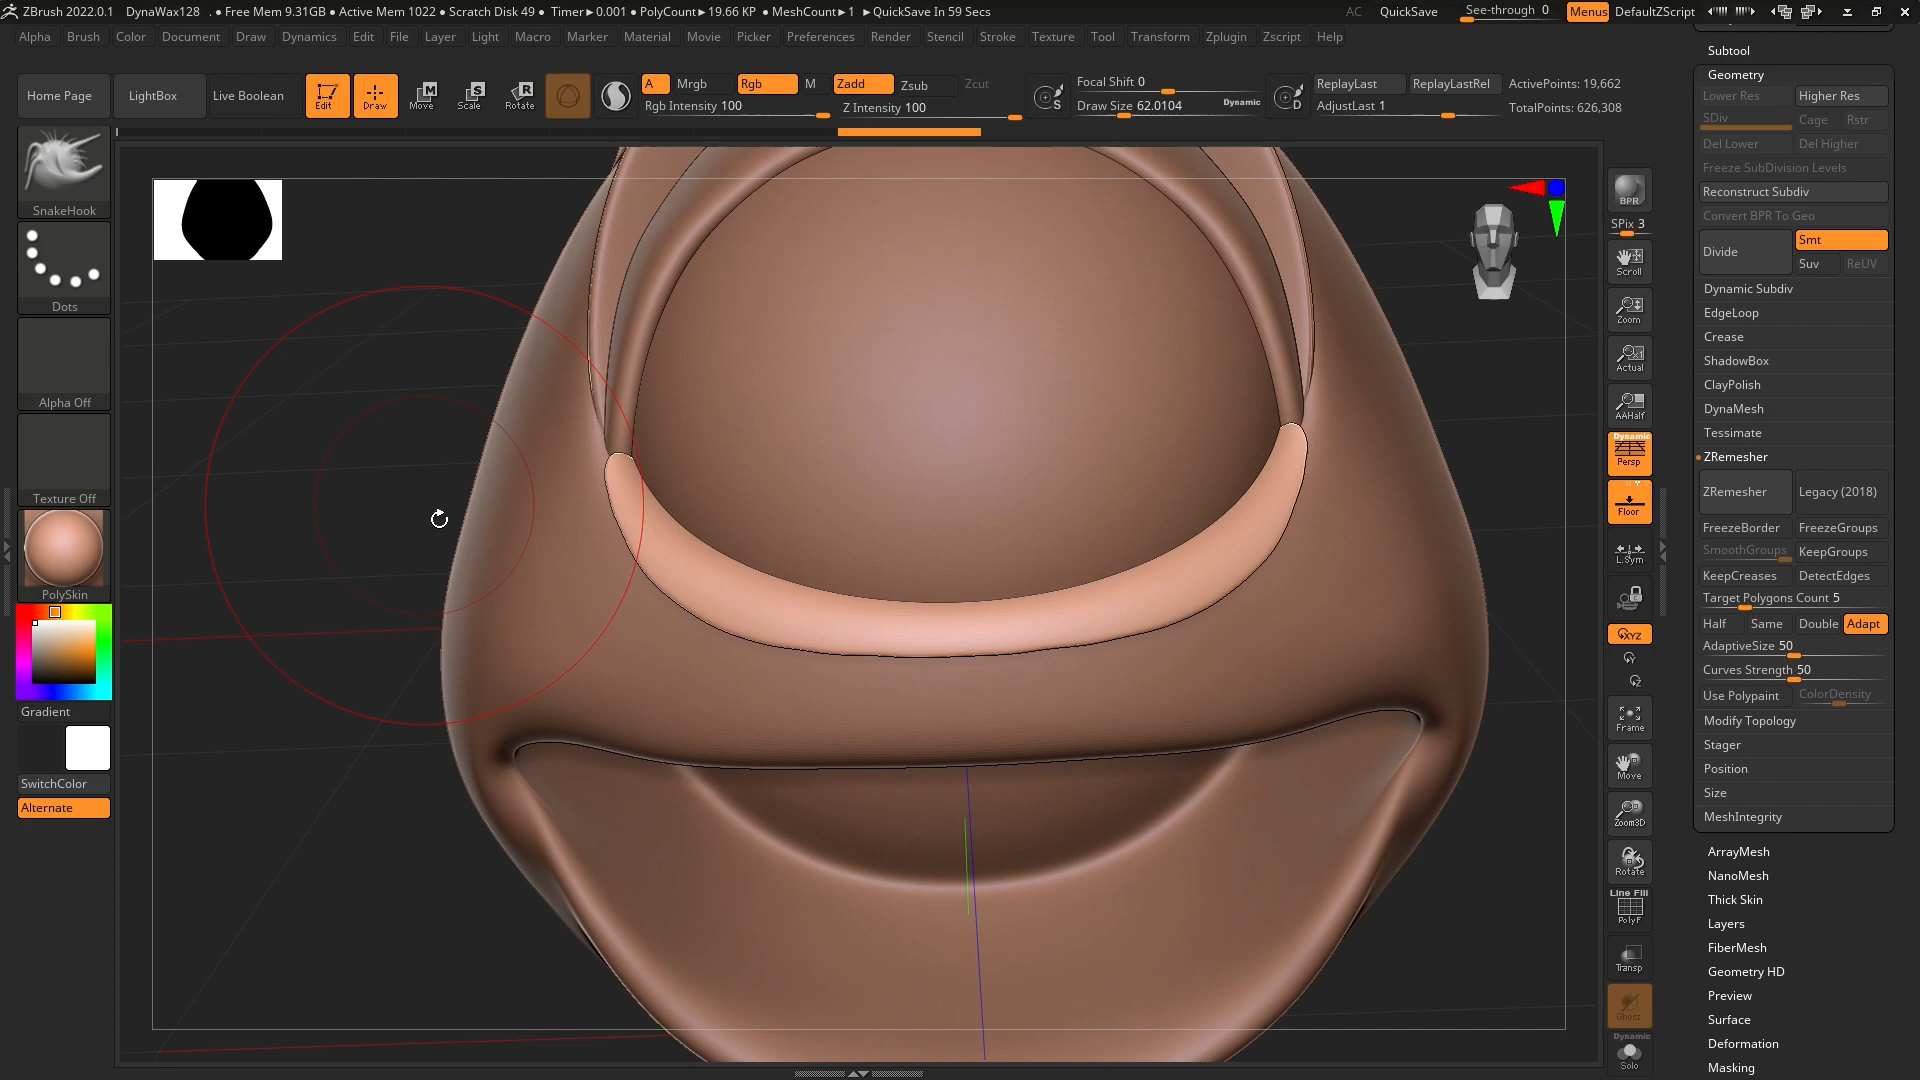 ZBrush 2022.0.1 DynaWax128 . • Free Mem 9.31GB • Active Mem 1022 • Scratch Disk 49 • Timer▶0.001 • PolyCount▶19.66 KP • MeshCount▶1 ▶QuickSave In 59 Secs AC QuickSave See-through 0 Menus DefaultZScript
Alpha Brush Color Document Draw Dynamics Edit File Layer Light Macro Marker Material Movie Picker Preferences Render Stencil Stroke Texture Tool Transform Zplugin Zscript Help
Home Page LightBox Live Boolean Edit Draw Move Scale Rotate
A Mrgb Rgb M Zadd Zsub Zcut
Rgb Intensity 100 Z Intensity 100
Focal Shift 0
Draw Size 62.0104 Dynamic
S
D
ReplayLast ReplayLastRel
AdjustLast 1
ActivePoints: 19,662
TotalPoints: 626,308
SnakeHook
Dots
Alpha Off
Texture Off
PolySkin
Gradient
SwitchColor
Alternate
BPR
SPix 3
Scroll
Zoom
Actual
AAHalf
Dynamic
Persp
Floor
L.Sym
XYZ
Y
Z
Frame
Move
Zoom3D
Rotate
Line Fill
PolyF
Transp
Ghost
Dynamic
Solo
Subtool
Geometry
Lower Res Higher Res
SDiv Cage Rstr
Del Lower Del Higher
Freeze SubDivision Levels
Reconstruct Subdiv
Convert BPR To Geo
Divide Smt
Suv ReUV
Dynamic Subdiv
EdgeLoop
Crease
ShadowBox
ClayPolish
DynaMesh
Tessimate
ZRemesher
ZRemesher Legacy (2018)
FreezeBorder FreezeGroups
SmoothGroups KeepGroups
KeepCreases DetectEdges
Target Polygons Count 5
Half Same Double Adapt
AdaptiveSize 50
Curves Strength 50
Use Polypaint ColorDensity
Modify Topology
Stager
Position
Size
MeshIntegrity
ArrayMesh
NanoMesh
Thick Skin
Layers
FiberMesh
Geometry HD
Preview
Surface
Deformation
Masking